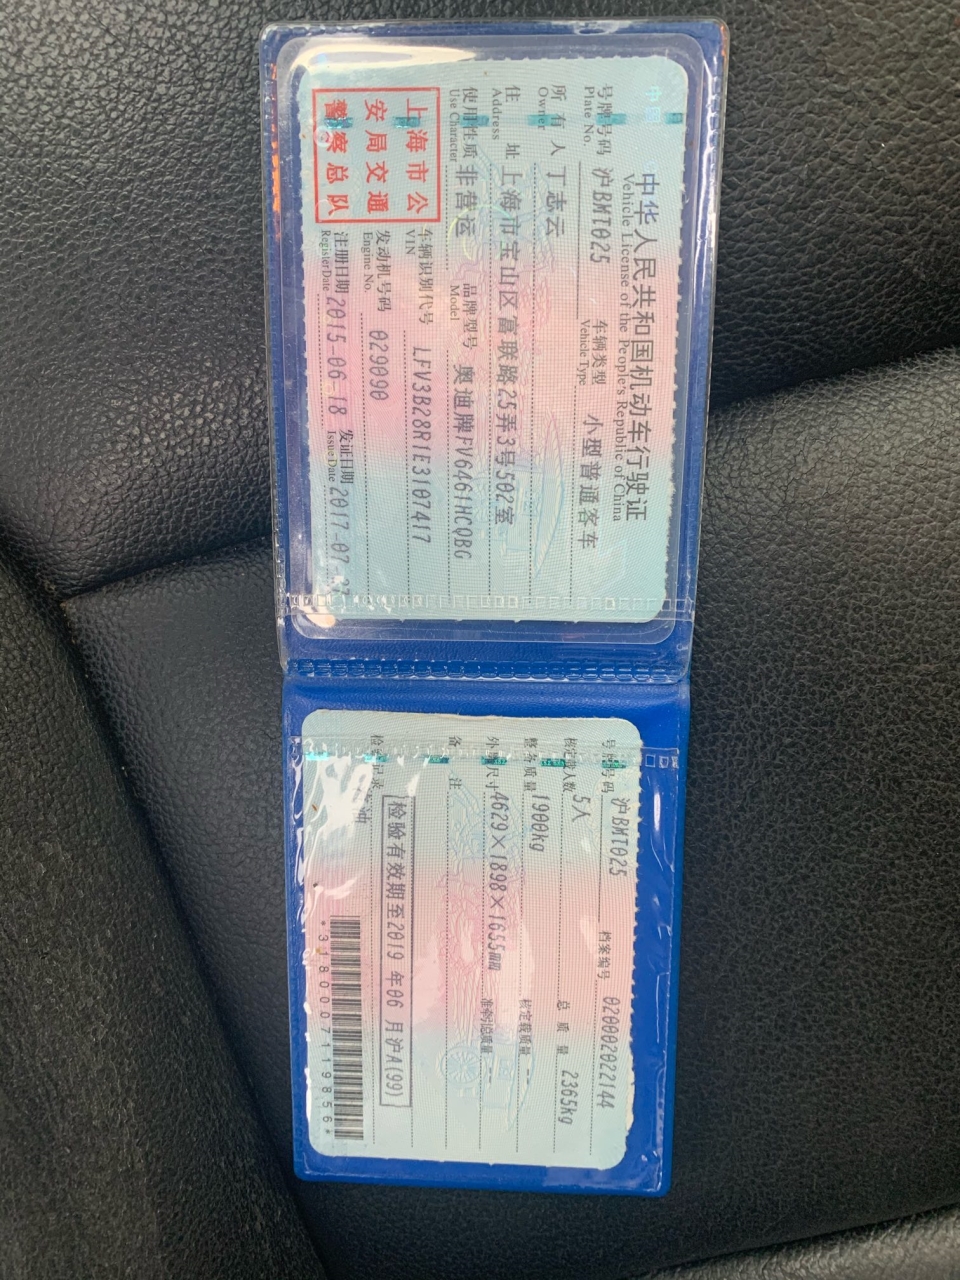 中华人民共和国机动车行驶证
Vehicle License of the People's Republic of China
号牌号码 沪BMT025 车辆类型 小型普通客车
Plate No. Vehicle Type
所有人 丁志云
Owner
住址 上海市宝山区富联路25弄3号502室
Address
使用性质 非营运 品牌型号 奥迪牌FV6461HCQBG
Use Character Model
上海市公安局交通警察总队
车辆识别代号 LFV3B28R1E3107417
VIN
发动机号码 029090
Engine No.
注册日期 2015-06-18 发证日期 2017-07-
Register Date Issue Date
号牌号码 沪BMT025 档案编号 020002022144
核定载人数 5人 总质量 2365kg
整备质量 1900kg 核定载质量 --
外廓尺寸 4629×1898×1655mm 准牵引总质量 --
备注
检验记录 油
检验有效期至2019年06月沪A(99)
*3180007119856*